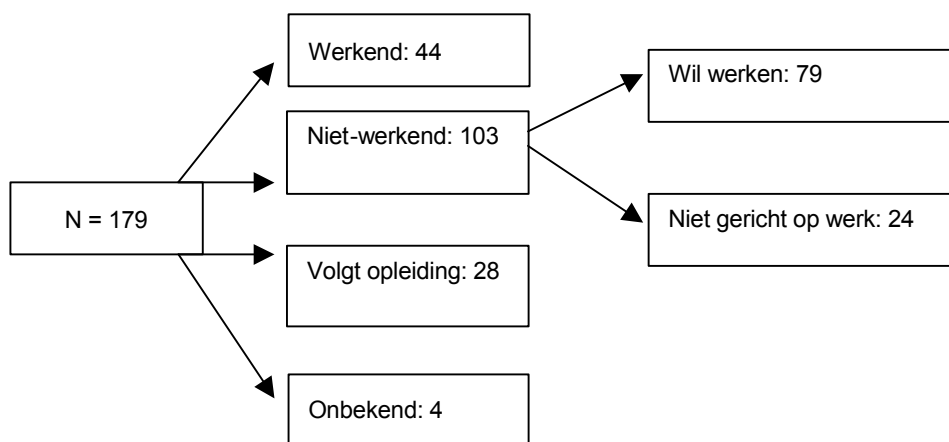 Werkend: 44
Wil werken: 79
Niet-werkend: 103
N = 179
Niet gericht op werk: 24
Volgt opleiding: 28
Onbekend: 4